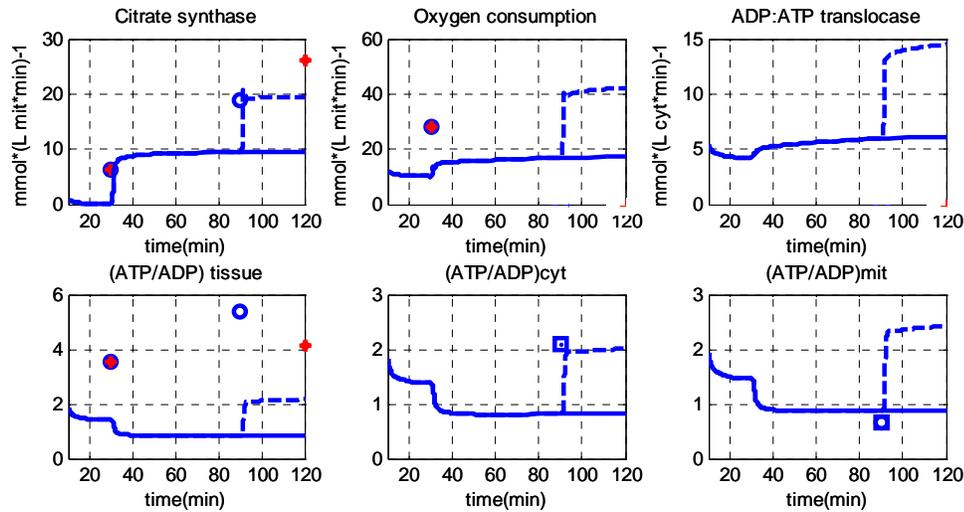 Citrate synthase Oxygen consumption ADP:ATP translocase
30 60 15
20 40 10
10 20 5
0 0 0
mmol*(L mit*min)-1 mmol*(L mit*min)-1 mmol*(L cyt*min)-1
20 40 60 80 100 120 20 40 60 80 100 120 20 40 60 80 100 120
time(min) time(min) time(min)
(ATP/ADP) tissue (ATP/ADP)cyt (ATP/ADP)mit
6 3 3
4 2 2
2 1 1
0 0 0
20 40 60 80 100 120 20 40 60 80 100 120 20 40 60 80 100 120
time(min) time(min) time(min)